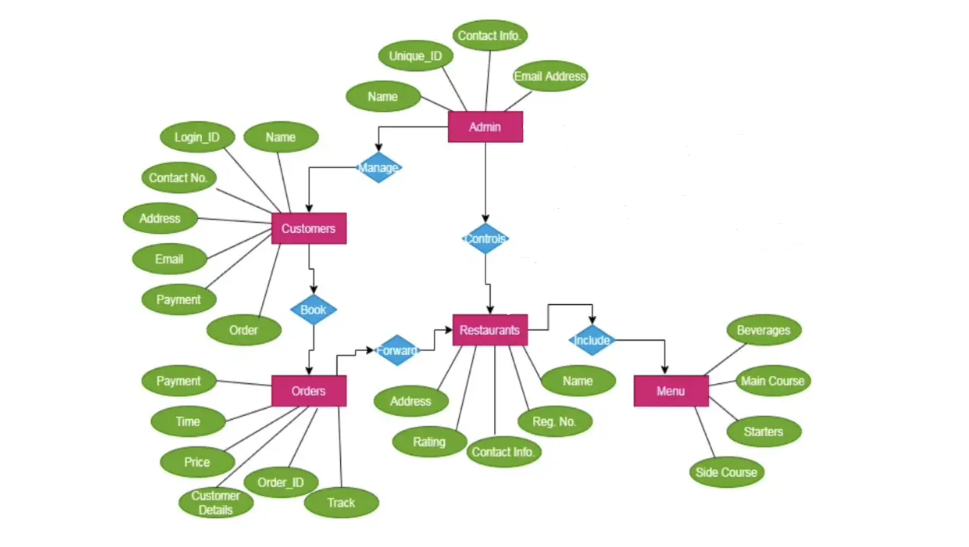 Contact Info.
Unique_ID
Email Address
Name
Admin
Login_ID
Name
Manage
Contact No.
Address
Customers
Controls
Email
Payment
Book
Order
Restaurants
Beverages
Include
Forward
Payment
Orders
Name
Menu
Main Course
Address
Time
Reg. No.
Starters
Rating
Contact Info.
Price
Side Course
Order_ID
Customer
Details
Track